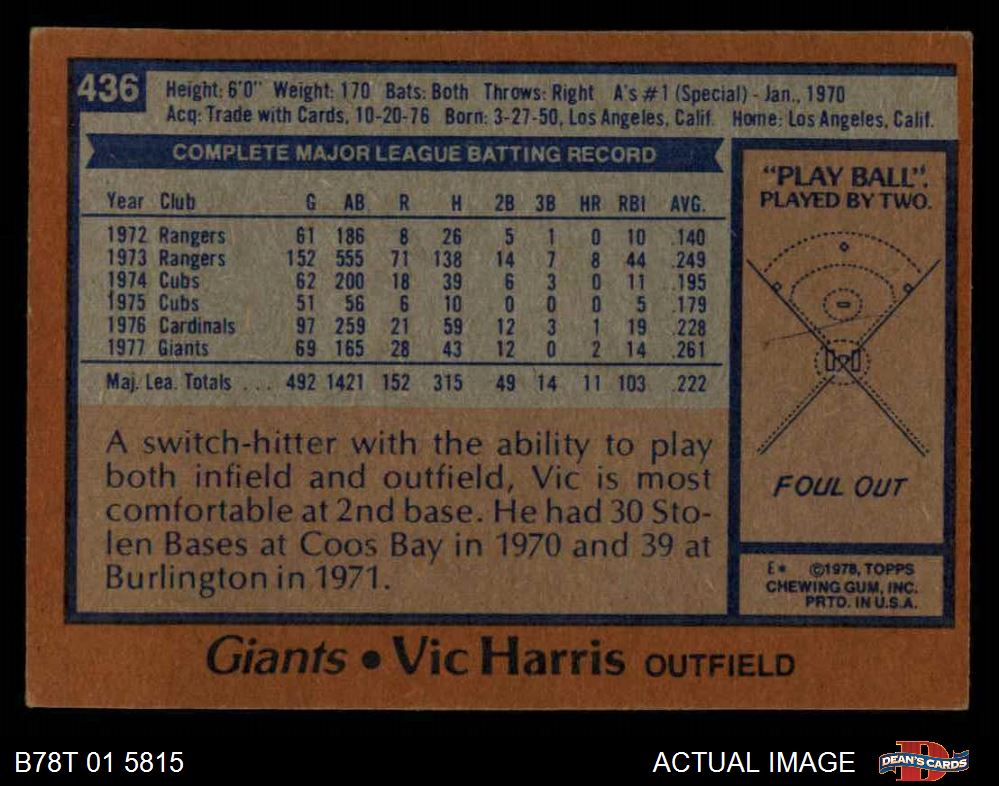 436
Height: 6'0" Weight: 170 Bats: Both Throws: Right A's #1 (Special) - Jan., 1970
Acq: Trade with Cards, 10-20-76 Born: 3-27-50, Los Angeles, Calif. Home: Los Angeles, Calif.
COMPLETE MAJOR LEAGUE BATTING RECORD
Year Club G AB R H 2B 3B HR RBI AVG.
1972 Rangers 61 186 8 26 5 1 0 10 .140
1973 Rangers 152 555 71 138 14 7 8 44 .249
1974 Cubs 62 200 18 39 6 3 0 11 .195
1975 Cubs 51 56 6 10 0 0 0 5 .179
1976 Cardinals 97 259 21 59 12 3 1 19 .228
1977 Giants 69 165 28 43 12 0 2 14 .261
Maj. Lea. Totals ... 492 1421 152 315 49 14 11 103 .222
A switch-hitter with the ability to play
both infield and outfield, Vic is most
comfortable at 2nd base. He had 30 Sto-
len Bases at Coos Bay in 1970 and 39 at
Burlington in 1971.
"PLAY BALL".
PLAYED BY TWO.
FOUL OUT
E* ©1978, TOPPS
CHEWING GUM, INC.
PRTD. IN U.S.A.
Giants • Vic Harris OUTFIELD
B78T 01 5815
ACTUAL IMAGE
D
DEAN'S CARDS